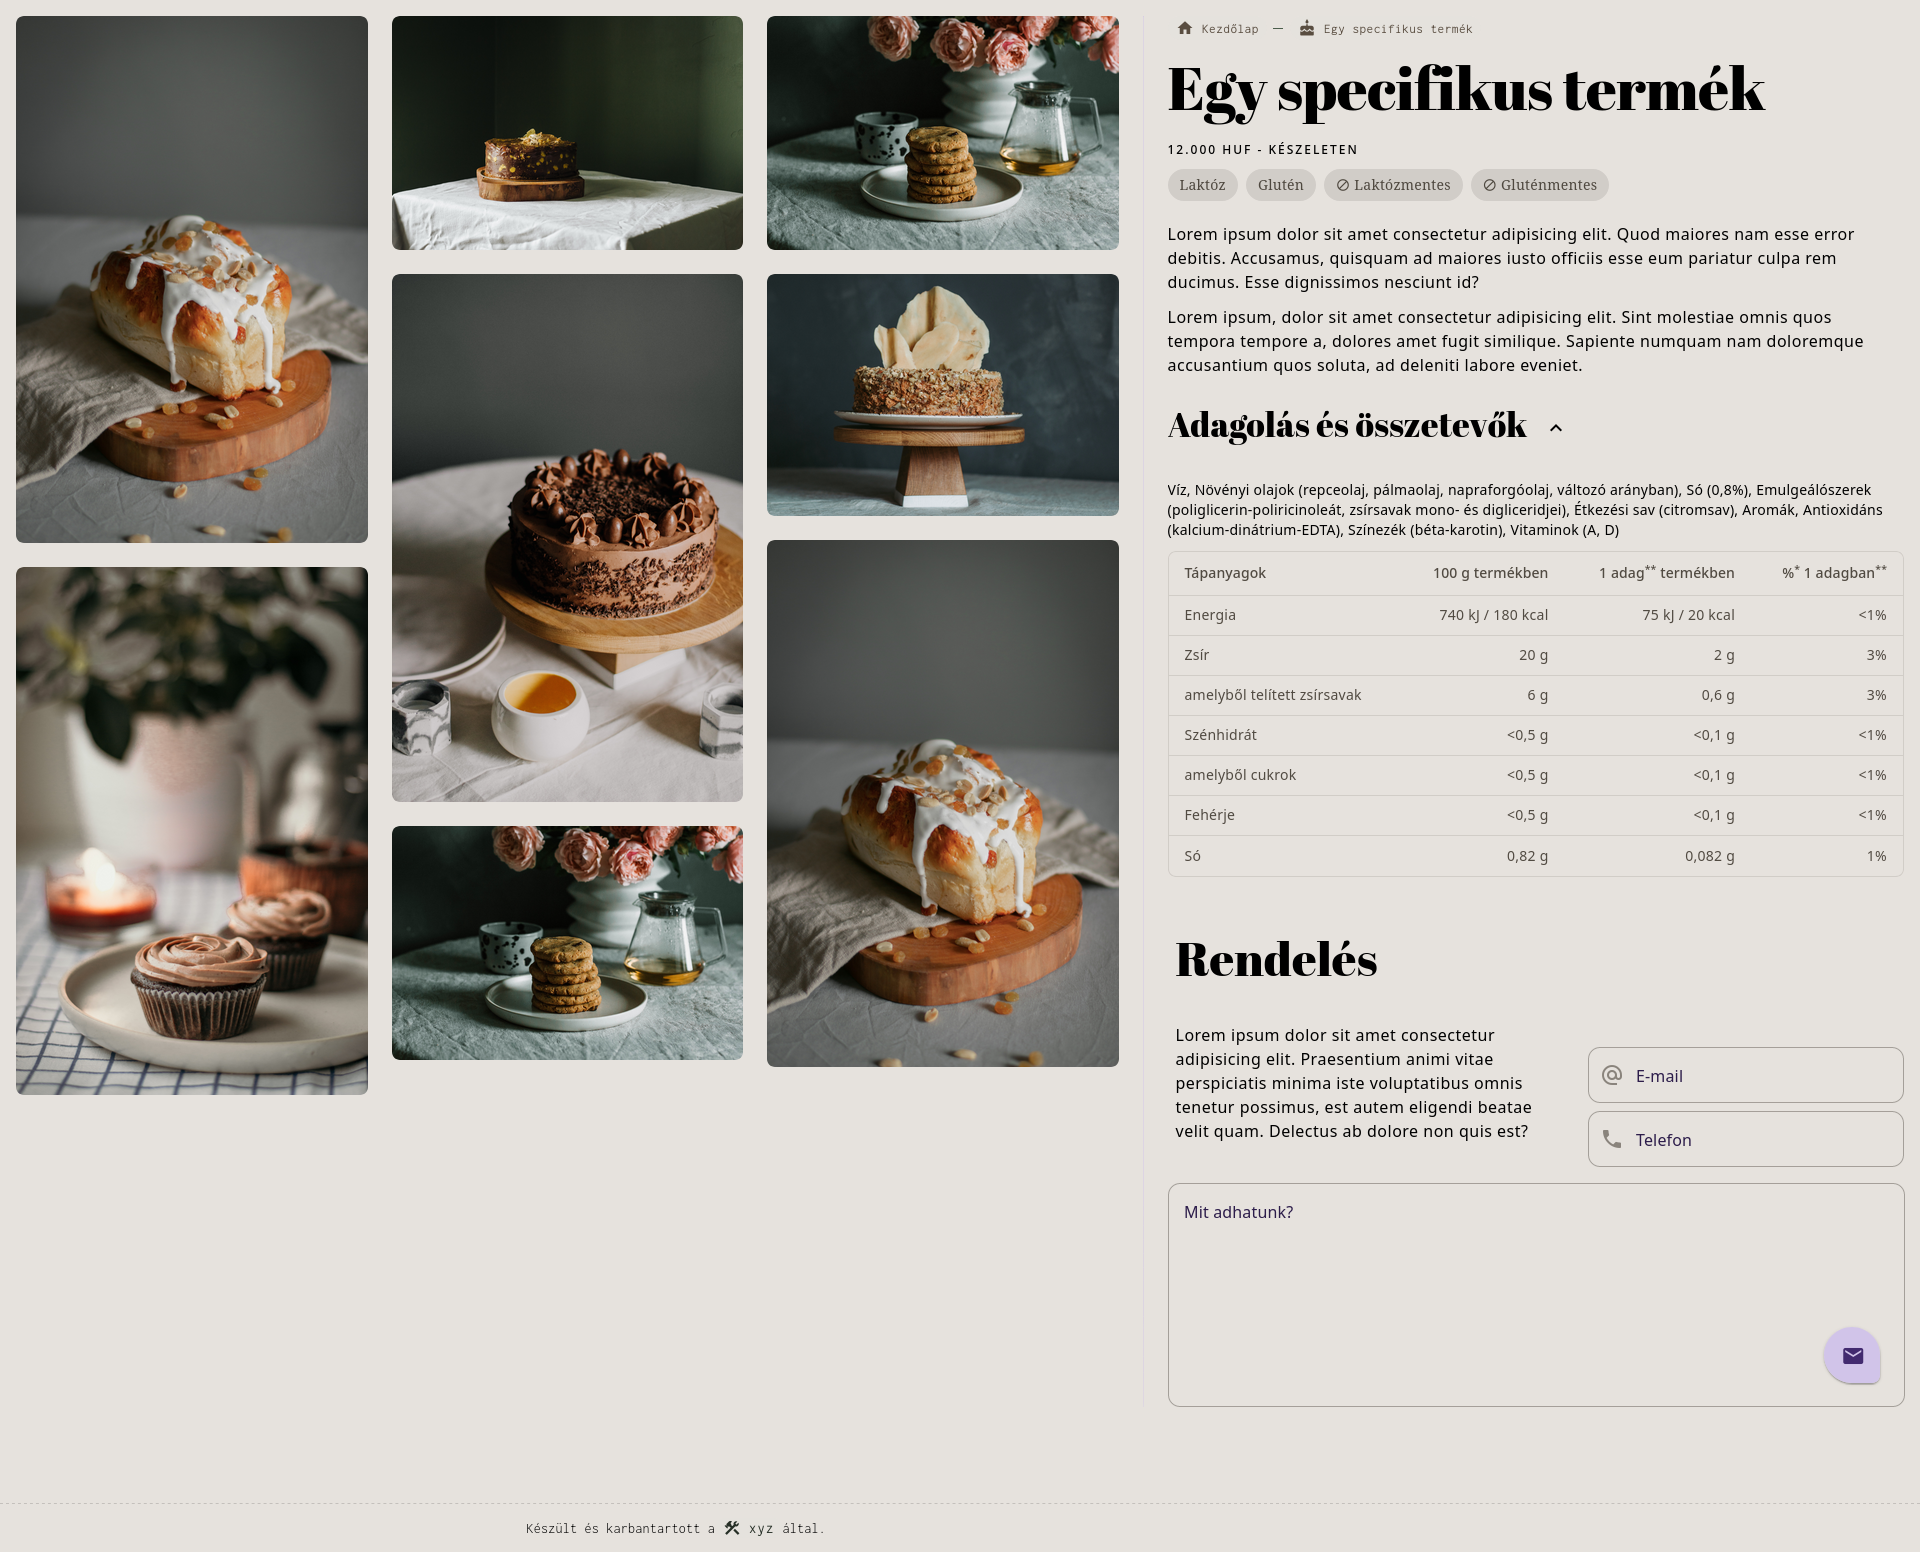 Kezdőlap — Egy specifikus termék
Egy specifikus termék
12.000 HUF - KÉSZELETEN
Laktóz Glutén Laktózmentes Gluténmentes
Lorem ipsum dolor sit amet consectetur adipisicing elit. Quod maiores nam esse error
debitis. Accusamus, quisquam ad maiores iusto officiis esse eum pariatur culpa rem
ducimus. Esse dignissimos nesciunt id?
Lorem ipsum, dolor sit amet consectetur adipisicing elit. Sint molestiae omnis quos
tempora tempore a, dolores amet fugit similique. Sapiente numquam nam doloremque
accusantium quos soluta, ad deleniti labore eveniet.
Adagolás és összetevők
Víz, Növényi olajok (repceolaj, pálmaolaj, napraforgóolaj, változó arányban), Só (0,8%), Emulgeálószerek
(poliglicerin-poliricinoleát, zsírsavak mono- és digliceridjei), Étkezési sav (citromsav), Aromák, Antioxidáns
(kalcium-dinátrium-EDTA), Színezék (béta-karotin), Vitaminok (A, D)
Tápanyagok 100 g termékben 1 adag** termékben %* 1 adagban**
Energia 740 kJ / 180 kcal 75 kJ / 20 kcal <1%
Zsír 20 g 2 g 3%
amelyből telített zsírsavak 6 g 0,6 g 3%
Szénhidrát <0,5 g <0,1 g <1%
amelyből cukrok <0,5 g <0,1 g <1%
Fehérje <0,5 g <0,1 g <1%
Só 0,82 g 0,082 g 1%
Rendelés
Lorem ipsum dolor sit amet consectetur
adipisicing elit. Praesentium animi vitae
perspiciatis minima iste voluptatibus omnis
tenetur possimus, est autem eligendi beatae
velit quam. Delectus ab dolore non quis est?
E-mail
Telefon
Mit adhatunk?
Készült és karbantartott a xyz által.